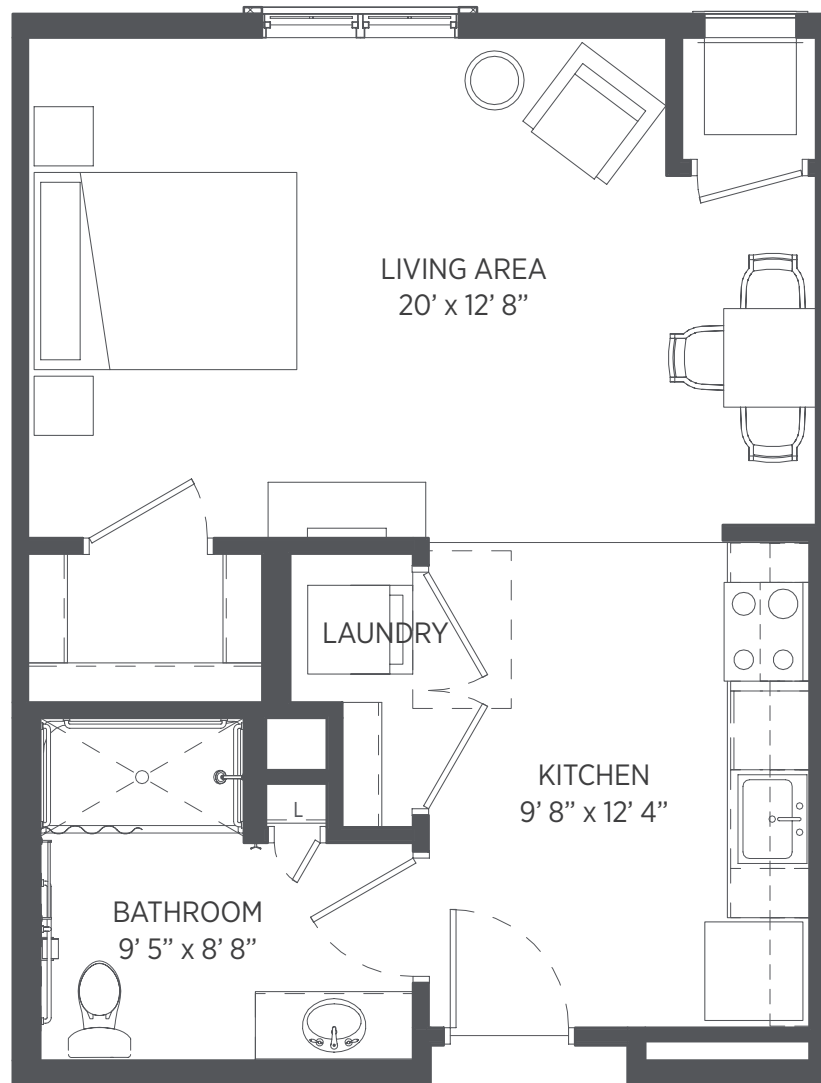 LIVING AREA
20’ x 12’ 8”
LAUNDRY
KITCHEN
9’ 8” x 12’ 4”
L
BATHROOM
9’ 5” x 8’ 8”